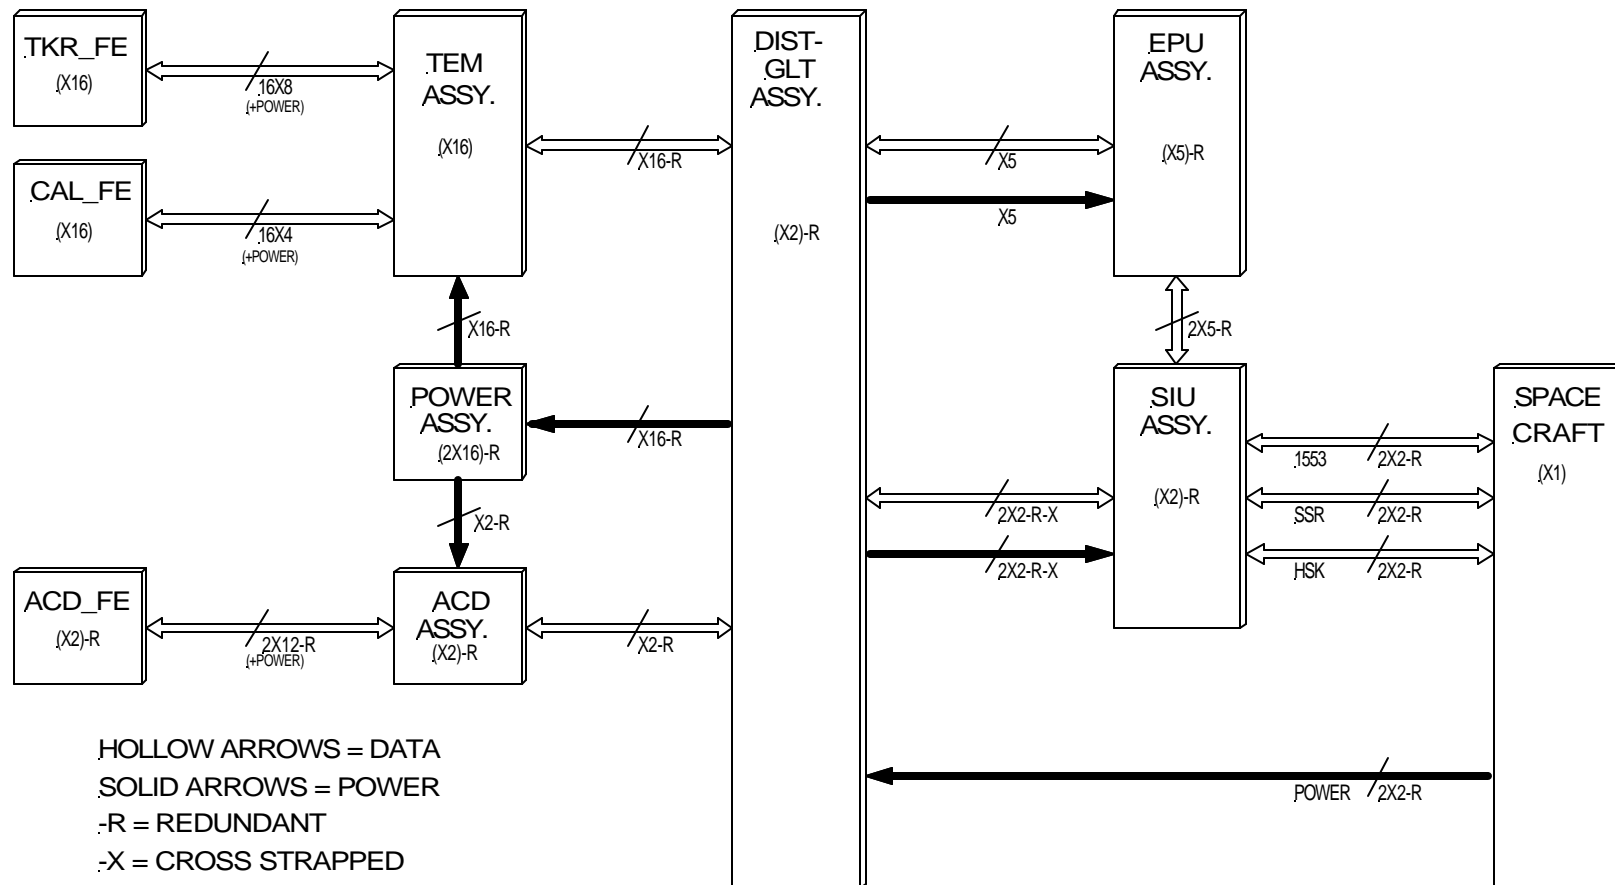 TKR_FE
(X16)
16X8
(+POWER)
TEM
ASSY.
(X16)
X16-R
DIST-
GLT
ASSY.
(X2)-R
X5
X5
EPU
ASSY.
(X5)-R
CAL_FE
(X16)
16X4
(+POWER)
X16-R
2X5-R
POWER
ASSY.
(2X16)-R
X16-R
X2-R
SIU
ASSY.
(X2)-R
2X2-R-X
2X2-R-X
1553
2X2-R
SSR
2X2-R
HSK
2X2-R
SPACE
CRAFT
(X1)
ACD_FE
(X2)-R
2X12-R
(+POWER)
ACD
ASSY.
(X2)-R
X2-R
POWER
2X2-R
HOLLOW ARROWS = DATA
SOLID ARROWS = POWER
-R = REDUNDANT
-X = CROSS STRAPPED